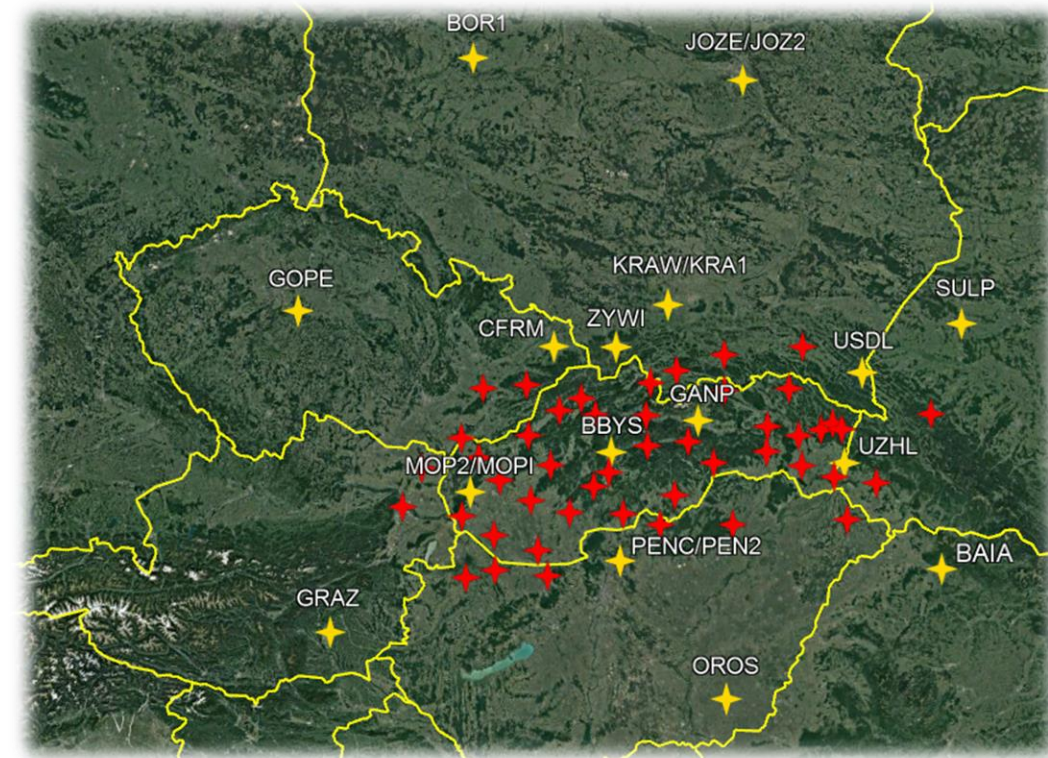 BOR1
JOZE/JOZ2
KRAW/KRA1
GOPE
SULP
ZYWI
CFRM
USDL
GANP
BBYS
UZHL
MOP2/MOPI
PENC/PEN2
BAIA
GRAZ
OROS